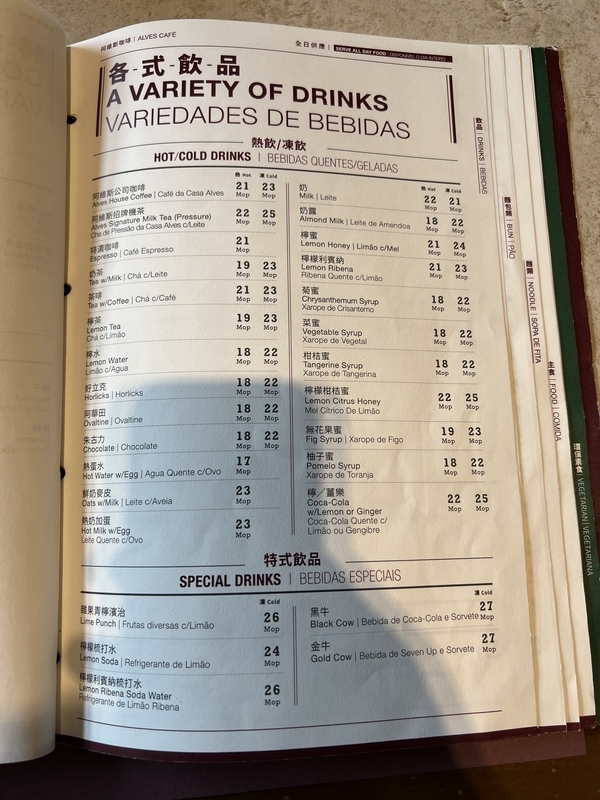 阿維斯咖啡 | ALVES CAFÉ
全日供應 | SERVE ALL DAY FOOD · DISPONIVEL O DIA INTEIRO
各-式-飲-品
A VARIETY OF DRINKS
VARIEDADES DE BEBIDAS
熱飲/凍飲
HOT/COLD DRINKS | BEBIDAS QUENTES/GELADAS
熱 Hot 凍 Cold
阿維斯公司咖啡
Alves House Coffee | Café da Casa Alves
21 Mop 23 Mop
阿維斯招牌機茶
Alves Signature Milk Tea (Pressure)
Chá de Pressão da Casa Alves c/Leite
22 Mop 25 Mop
特濃咖啡
Espresso | Café Espresso
21 Mop
奶茶
Tea w/Milk | Chá c/Leite
19 Mop 23 Mop
茶啡
Tea w/Coffee | Chá c/Café
21 Mop 23 Mop
檸茶
Lemon Tea
Chá c/Limão
19 Mop 23 Mop
檸水
Lemon Water
Limão c/Agua
18 Mop 22 Mop
好立克
Horlicks | Horlicks
18 Mop 22 Mop
阿華田
Ovaltine | Ovaltine
18 Mop 22 Mop
朱古力
Chocolate | Chocolate
18 Mop 22 Mop
熱蛋水
Hot Water w/Egg | Agua Quente c/Ovo
17 Mop
鮮奶麥皮
Oats w/Milk | Leite c/Aveia
23 Mop
熱奶加蛋
Hot Milk w/Egg
Leite Quente c/Ovo
23 Mop
熱 Hot 凍 Cold
奶
Milk | Leite
22 Mop 21 Mop
奶露
Almond Milk | Leite de Amendoa
18 Mop 22 Mop
檸蜜
Lemon Honey | Limão c/Mel
21 Mop 24 Mop
檸檬利賓納
Lemon Ribena
Ribena Quente c/Limão
21 Mop 23 Mop
菊蜜
Chrysanthemum Syrup
Xarope de Crisantemo
18 Mop 22 Mop
菜蜜
Vegetable Syrup
Xarope de Vegetal
18 Mop 22 Mop
柑桔蜜
Tangerine Syrup
Xarope de Tangerina
18 Mop 22 Mop
檸檬柑桔蜜
Lemon Citrus Honey
Mel Cítrico De Limão
22 Mop 25 Mop
無花果蜜
Fig Syrup | Xarope de Figo
19 Mop 23 Mop
柚子蜜
Pomelo Syrup
Xarope de Toranja
18 Mop 22 Mop
檸／薑樂
Coca-Cola
w/Lemon or Ginger
Coca-Cola Quente c/
Limão ou Gengibre
22 Mop 25 Mop
特式飲品
SPECIAL DRINKS | BEBIDAS ESPECIAIS
凍 Cold
雜果青檸濱治
Lime Punch | Frutas diversas c/Limão
26 Mop
檸檬梳打水
Lemon Soda | Refrigerante de Limão
24 Mop
檸檬利賓納梳打水
Lemon Ribena Soda Water
Refrigerante de Limão Ribena
26 Mop
凍 Cold
黑牛
Black Cow | Bebida de Coca-Cola e Sorvete
27 Mop
金牛
Gold Cow | Bebida de Seven Up e Sorvete
27 Mop
飲品 | DRINKS | BEBIDAS
麵包類 | BUN | PÃO
麵類 | NOODLE | SOPA DE FITA
主食 | FOOD | COMIDA
環保素食 | VEGETARIAN | VEGETARIANA